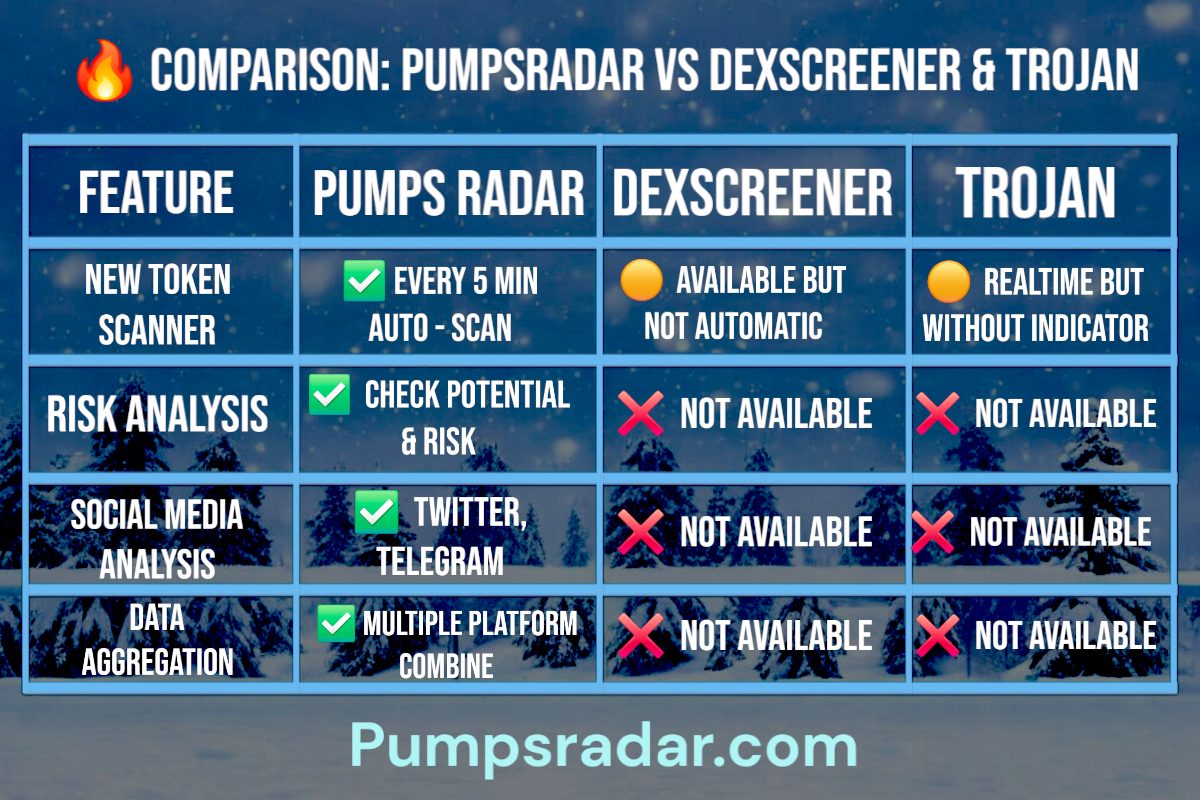 🔥 COMPARISON: PUMPSRADAR VS DEXSCREENER & TROJAN
FEATURE
PUMPS RADAR
DEXSCREENER
TROJAN
NEW TOKEN
SCANNER
✅ EVERY 5 MIN
AUTO - SCAN
🟠 AVAILABLE BUT
NOT AUTOMATIC
🟠 REALTIME BUT
WITHOUT INDICATOR
RISK ANALYSIS
✅ CHECK POTENTIAL
& RISK
❌ NOT AVAILABLE
❌ NOT AVAILABLE
SOCIAL MEDIA
ANALYSIS
✅ TWITTER,
TELEGRAM
❌ NOT AVAILABLE
❌ NOT AVAILABLE
DATA
AGGREGATION
✅ MULTIPLE PLATFORM
COMBINE
❌ NOT AVAILABLE
❌ NOT AVAILABLE
Pumpsradar.com